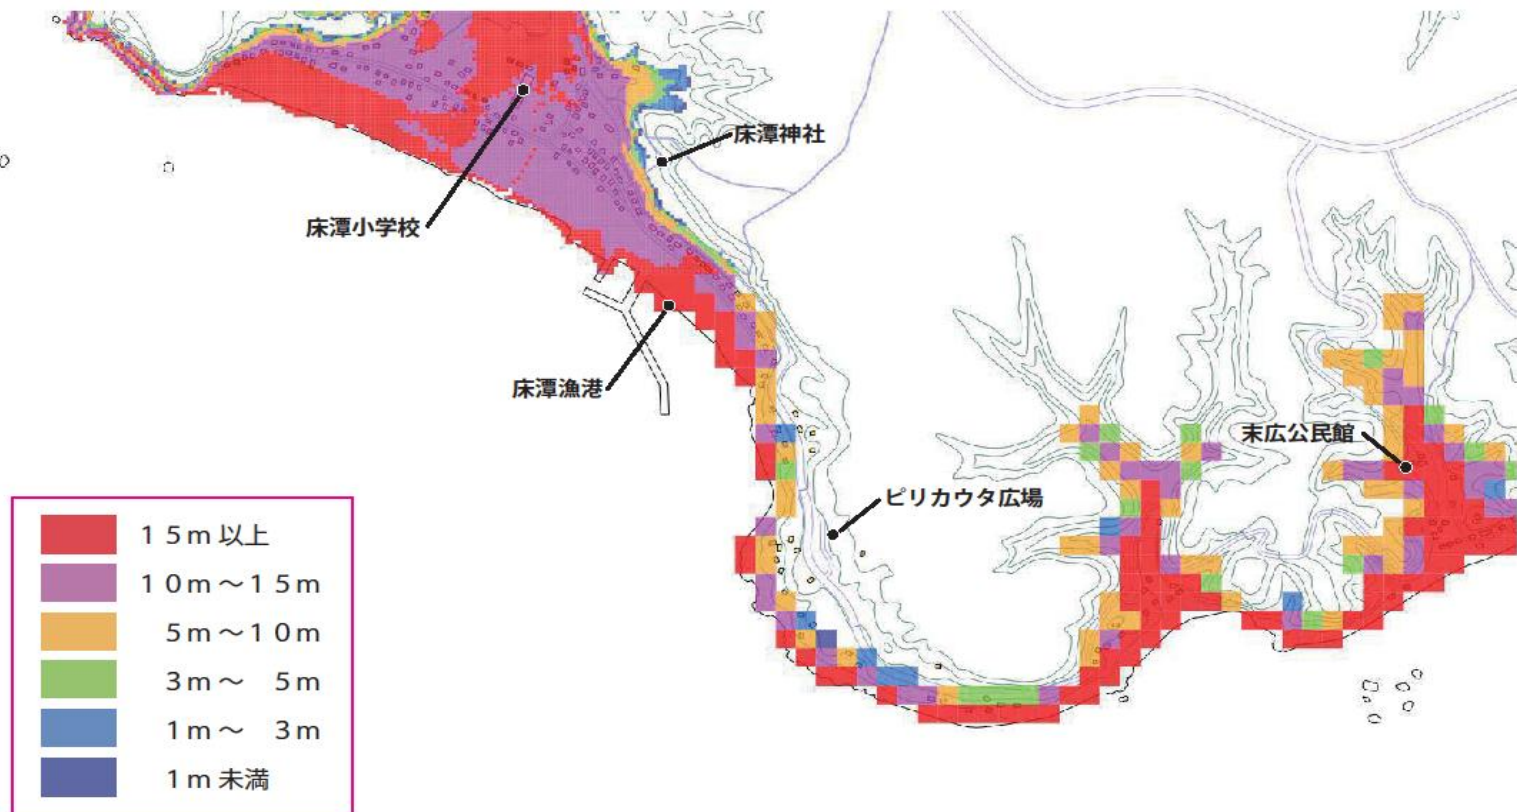 床潭神社
床潭小学校
床潭漁港
末広公民館
ピリカウタ広場
15m以上
10m～15m
5m～10m
3m～ 5m
1m～ 3m
1m未満